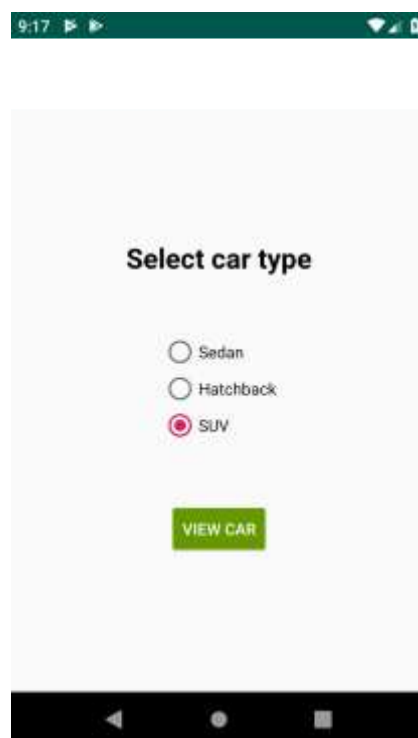 9:17
Select car type
Sedan
Hatchback
SUV
VIEW CAR